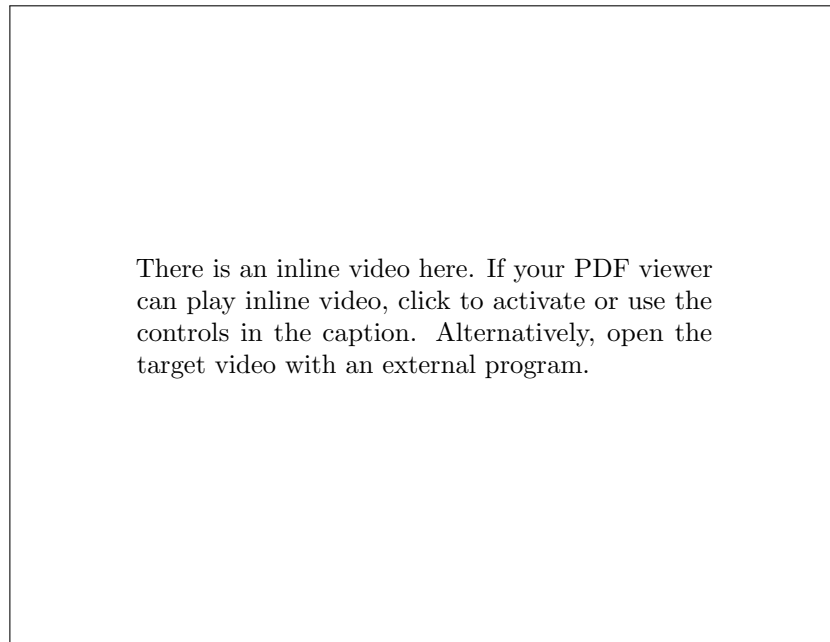 There is an inline video here. If your PDF viewer
can play inline video, click to activate or use the
controls in the caption. Alternatively, open the
target video with an external program.